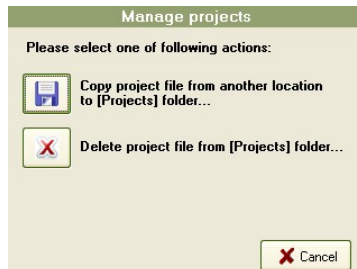 Manage projects
Please select one of following actions:
Copy project file from another location
to [Projects] folder...
Delete project file from [Projects] folder...
Cancel